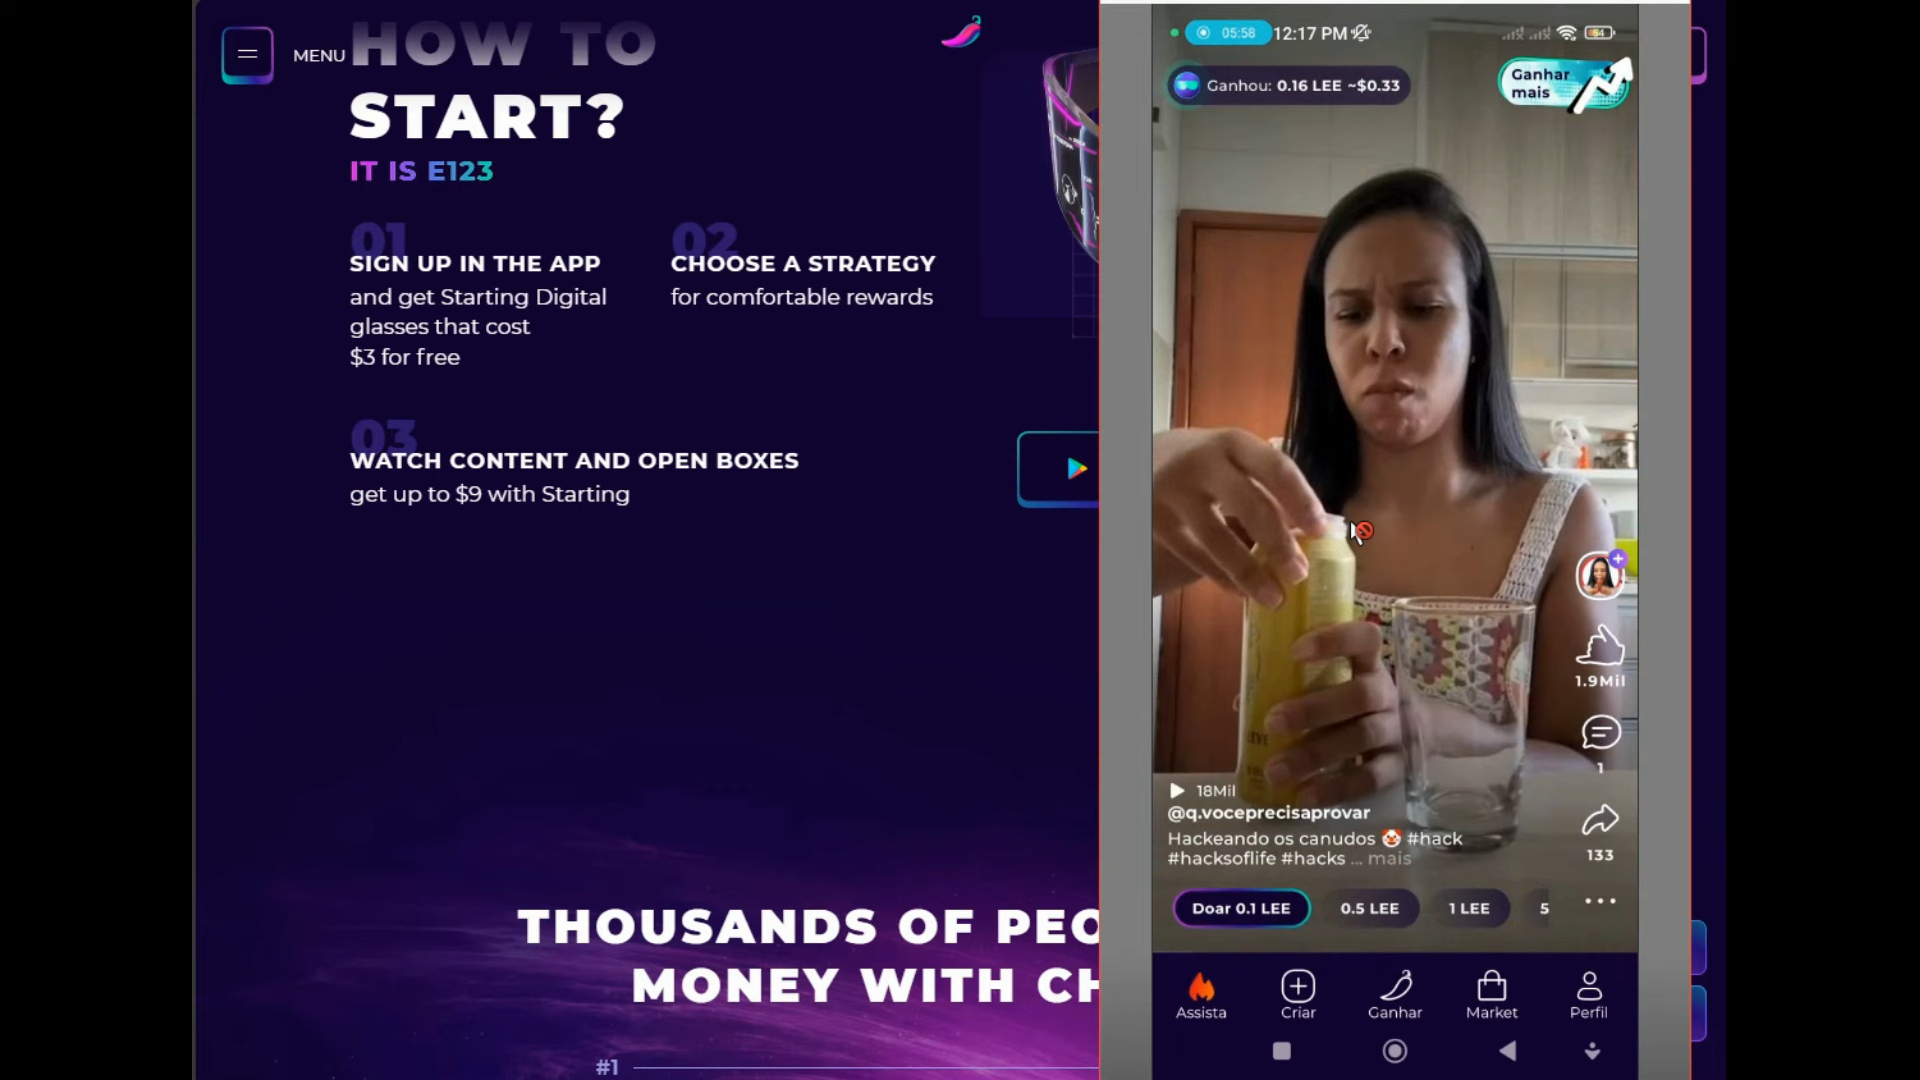 MENU
HOW TO
START?
IT IS E123
01
SIGN UP IN THE APP
and get Starting Digital
glasses that cost
$3 for free
02
CHOOSE A STRATEGY
for comfortable rewards
03
WATCH CONTENT AND OPEN BOXES
get up to $9 with Starting
THOUSANDS OF PEO
MONEY WITH CH
#1
05:58
12:17 PM
54
Ganhou: 0.16 LEE ~$0.33
Ganhar
mais
1.9Mil
1
133
18Mil
@q.voceprecisaprovar
Hackeando os canudos 🤡 #hack
#hacksoflife #hacks ... mais
Doar 0.1 LEE
0.5 LEE
1 LEE
5
Assista
Criar
Ganhar
Market
Perfil